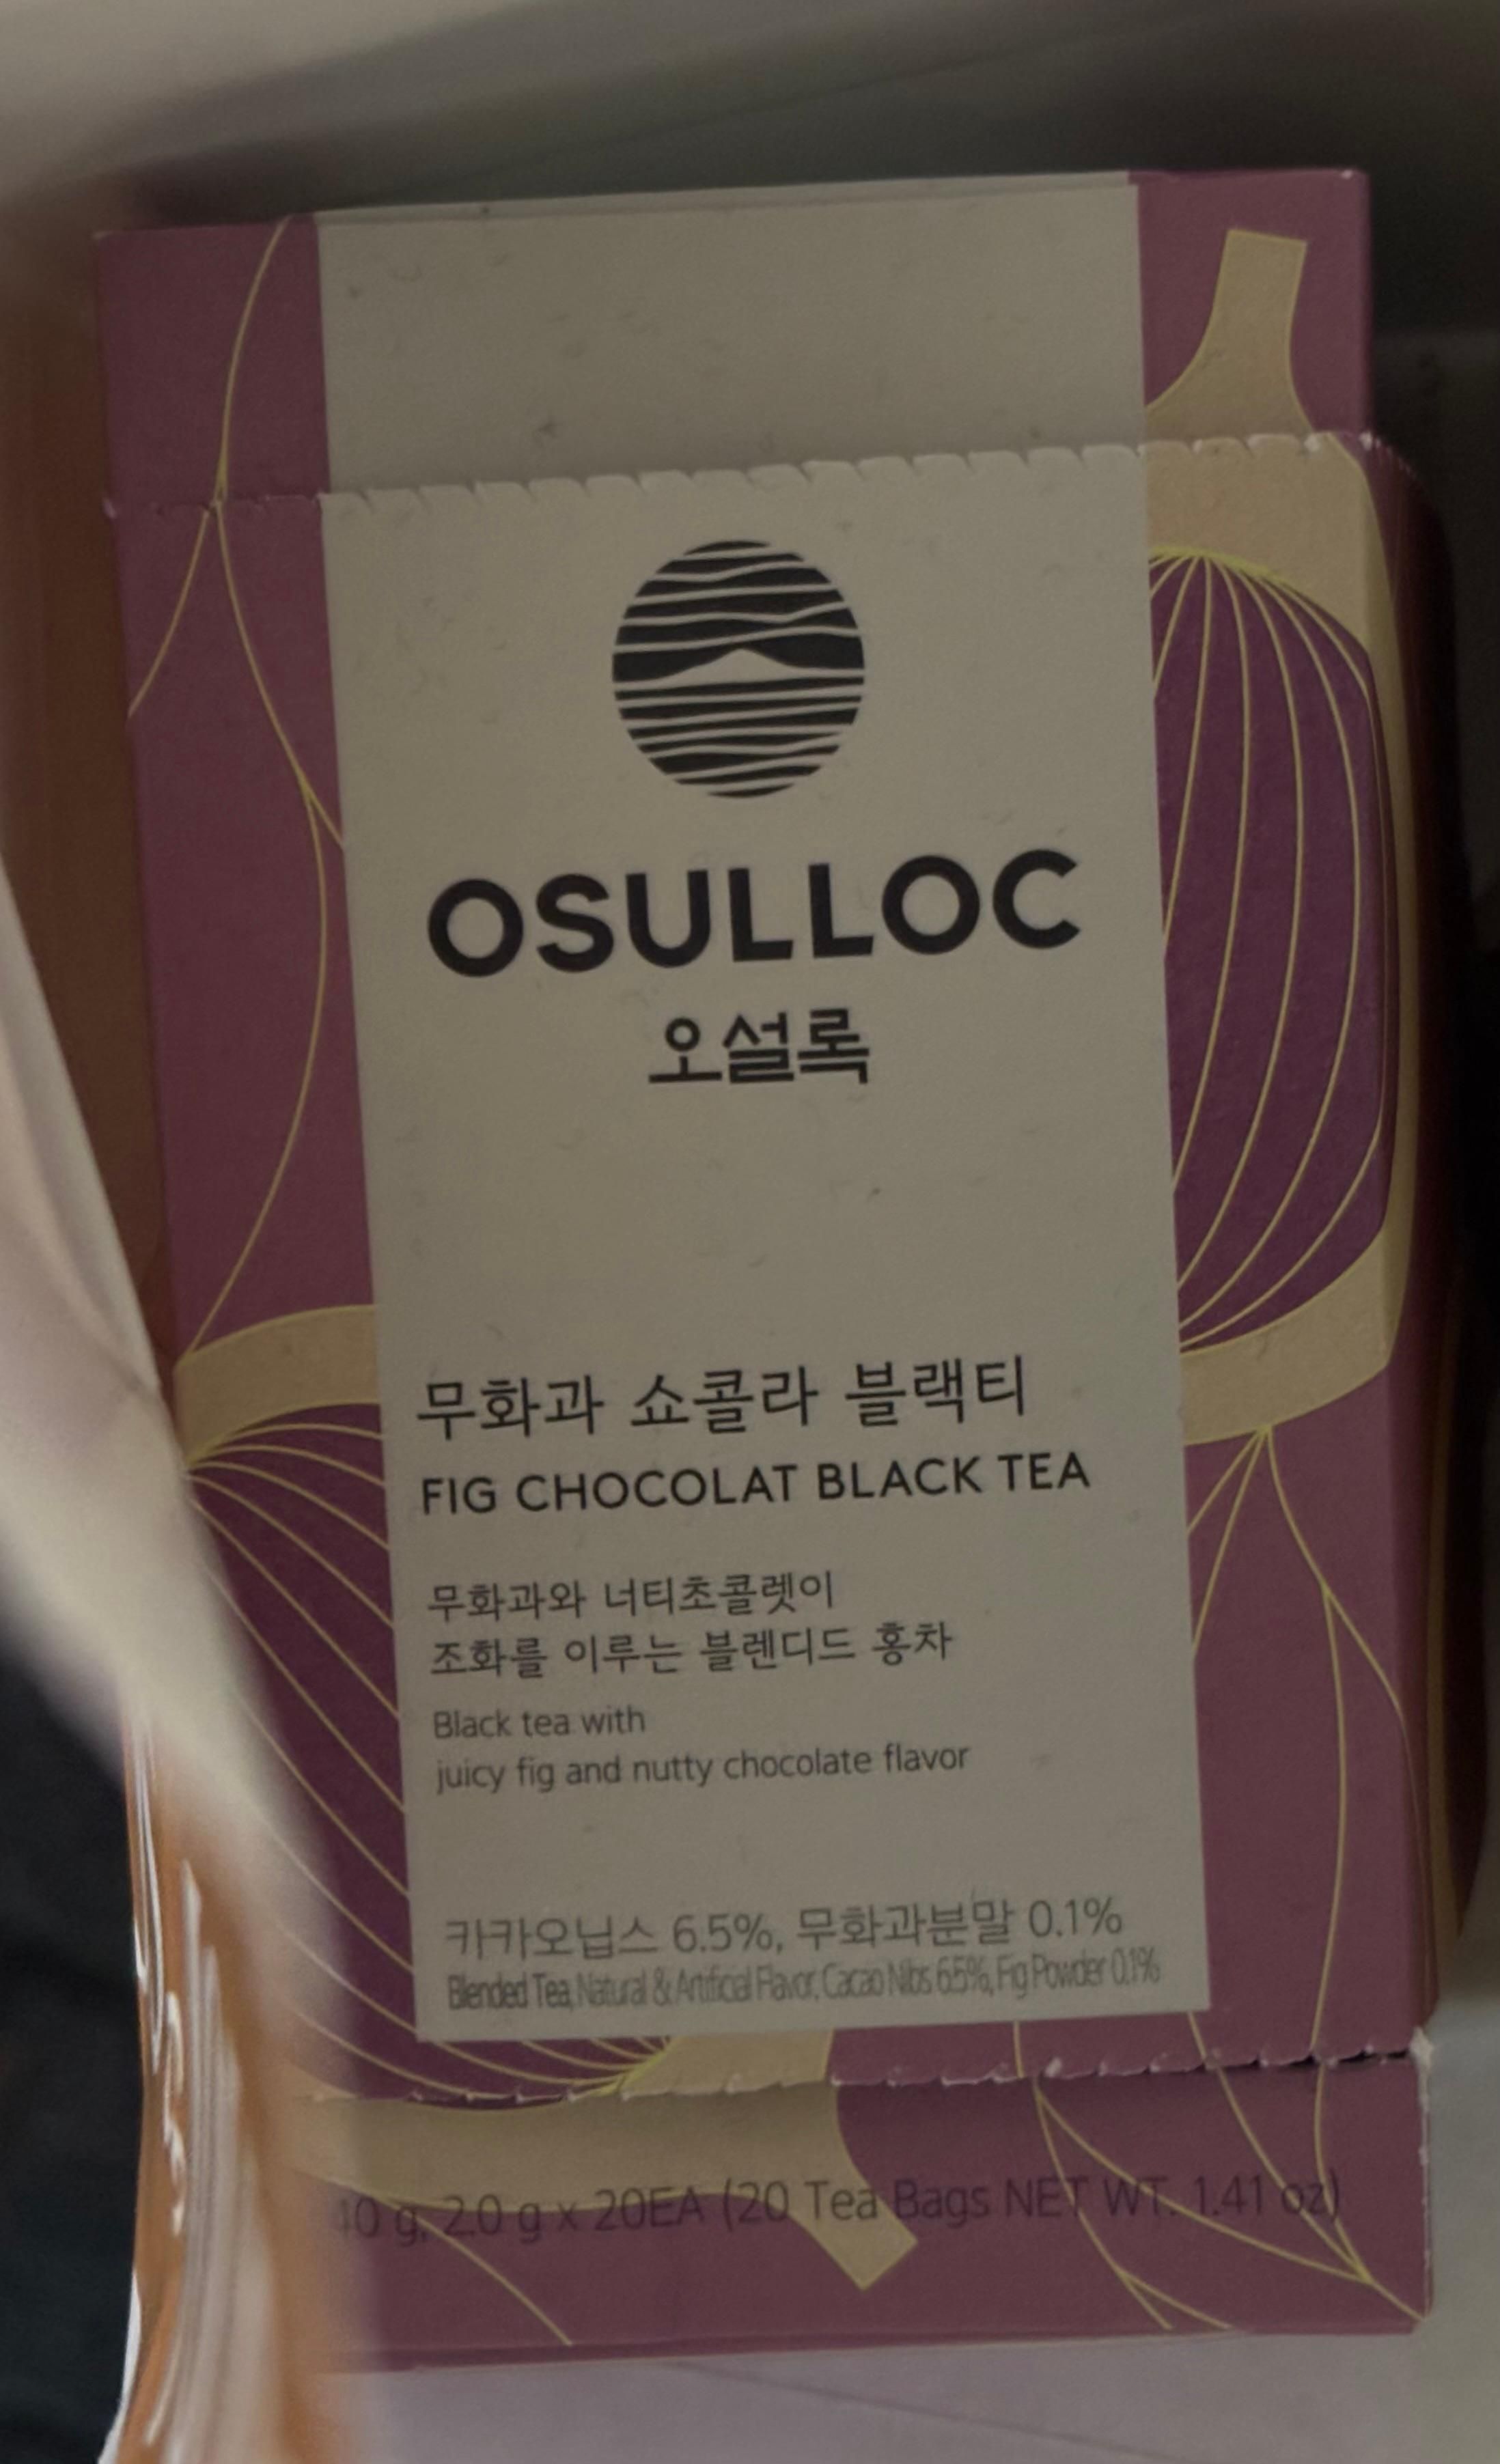 OSULLOC
오설록
무화과 쇼콜라 블랙티
FIG CHOCOLAT BLACK TEA
무화과와 너티초콜렛이
조화를 이루는 블렌디드 홍차
Black tea with
juicy fig and nutty chocolate flavor
카카오닙스 6.5%, 무화과분말 0.1%
Blended Tea, Natural & Artificial Flavor, Cacao Nibs 6.5%, Fig Powder 0.1%
40 g, 2.0 g x 20EA (20 Tea Bags NET WT. 1.41 oz)